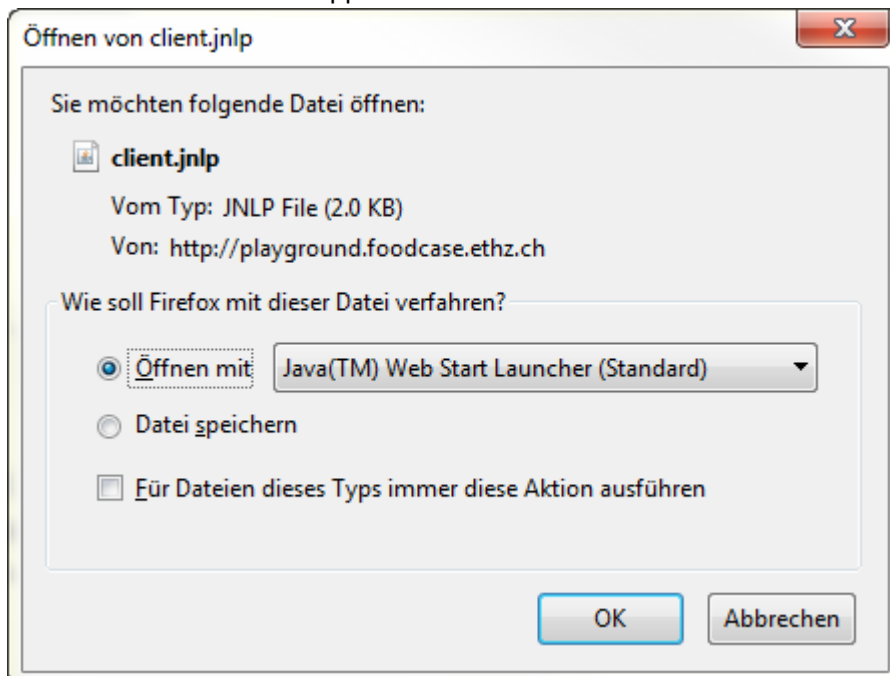 Öffnen von client.jnlp
Sie möchten folgende Datei öffnen:
client.jnlp
Vom Typ: JNLP File (2.0 KB)
Von: http://playground.foodcase.ethz.ch
Wie soll Firefox mit dieser Datei verfahren?
Öffnen mit Java(TM) Web Start Launcher (Standard)
Datei speichern
Für Dateien dieses Typs immer diese Aktion ausführen
OK Abbrechen